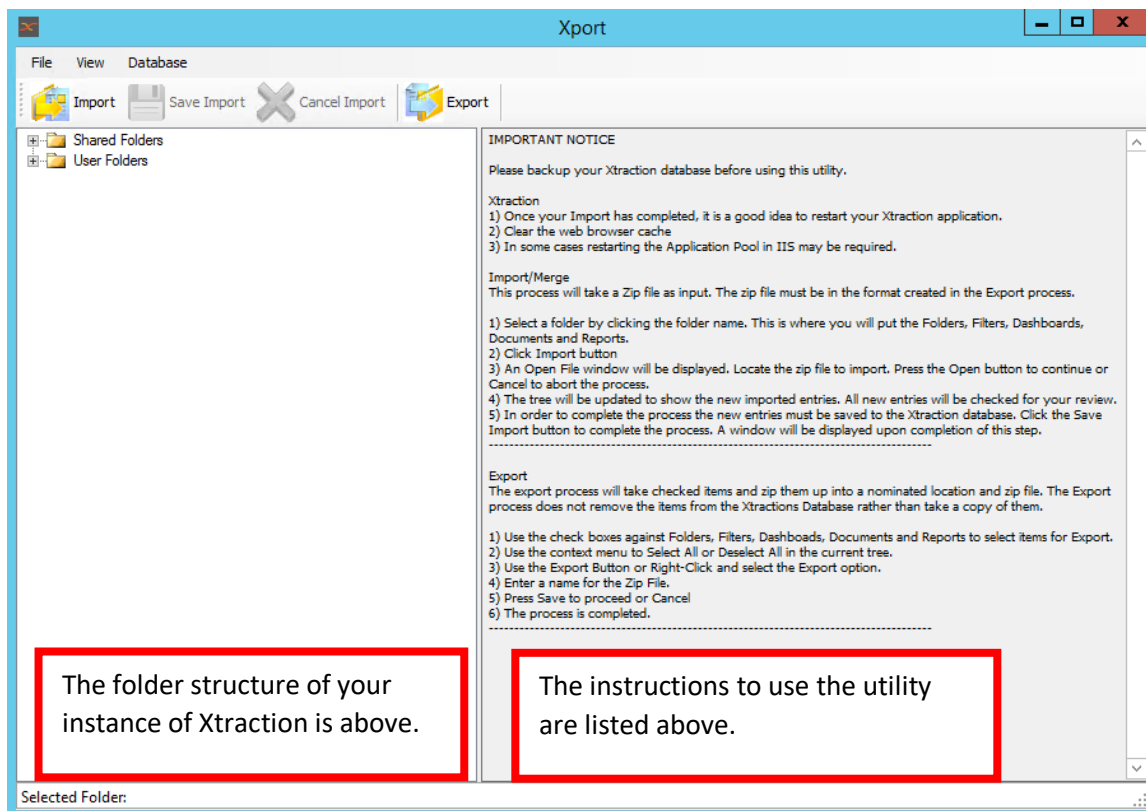 Xport
File View Database
Import Save Import Cancel Import Export
Shared Folders
User Folders
IMPORTANT NOTICE
Please backup your Xtraction database before using this utility.
Xtraction
1) Once your Import has completed, it is a good idea to restart your Xtraction application.
2) Clear the web browser cache
3) In some cases restarting the Application Pool in IIS may be required.
Import/Merge
This process will take a Zip file as input. The zip file must be in the format created in the Export process.
1) Select a folder by clicking the folder name. This is where you will put the Folders, Filters, Dashboards,
Documents and Reports.
2) Click Import button
3) An Open File window will be displayed. Locate the zip file to import. Press the Open button to continue or
Cancel to abort the process.
4) The tree will be updated to show the new imported entries. All new entries will be checked for your review.
5) In order to complete the process the new entries must be saved to the Xtraction database. Click the Save
Import button to complete the process. A window will be displayed upon completion of this step.
--------------------------------------------------------------------------------
Export
The export process will take checked items and zip them up into a nominated location and zip file. The Export
process does not remove the items from the Xtractions Database rather than take a copy of them.
1) Use the check boxes against Folders, Filters, Dashboads, Documents and Reports to select items for Export.
2) Use the context menu to Select All or Deselect All in the current tree.
3) Use the Export Button or Right-Click and select the Export option.
4) Enter a name for the Zip File.
5) Press Save to proceed or Cancel
6) The process is completed.
--------------------------------------------------------------------------------
The folder structure of your
instance of Xtraction is above.
The instructions to use the utility
are listed above.
Selected Folder: